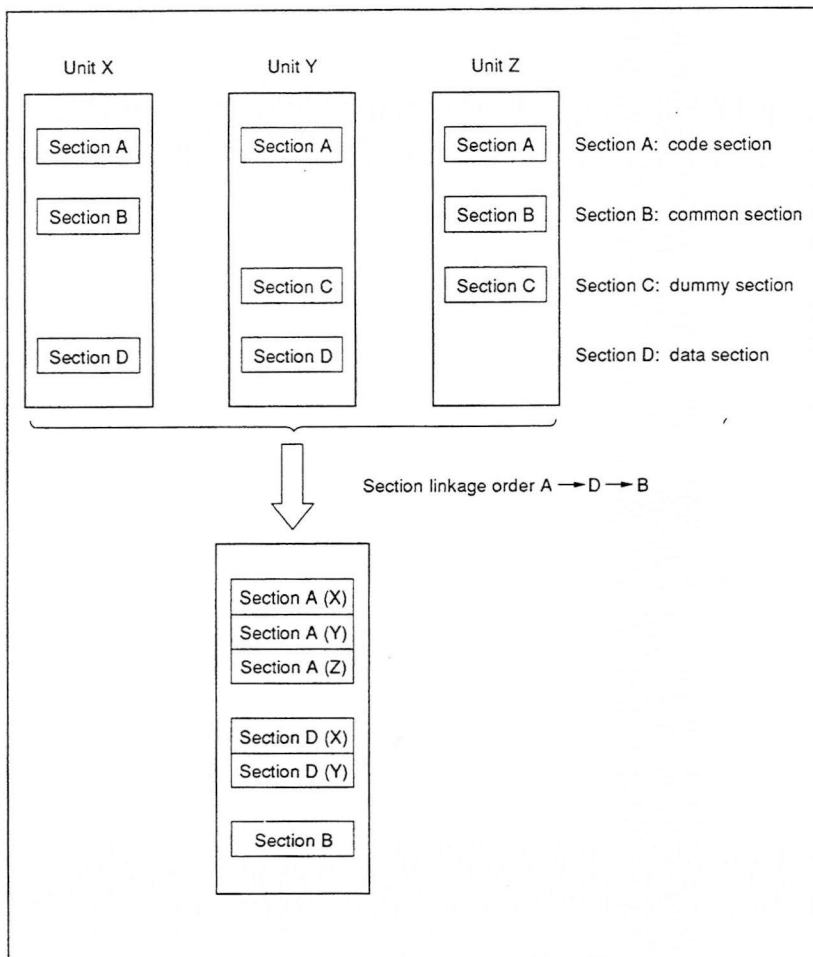 Unit X Unit Y Unit Z
Section A Section A Section A Section A: code section
Section B Section B Section B: common section
Section C Section C Section C: dummy section
Section D Section D Section D: data section
Section linkage order A → D → B
Section A (X)
Section A (Y)
Section A (Z)
Section D (X)
Section D (Y)
Section B